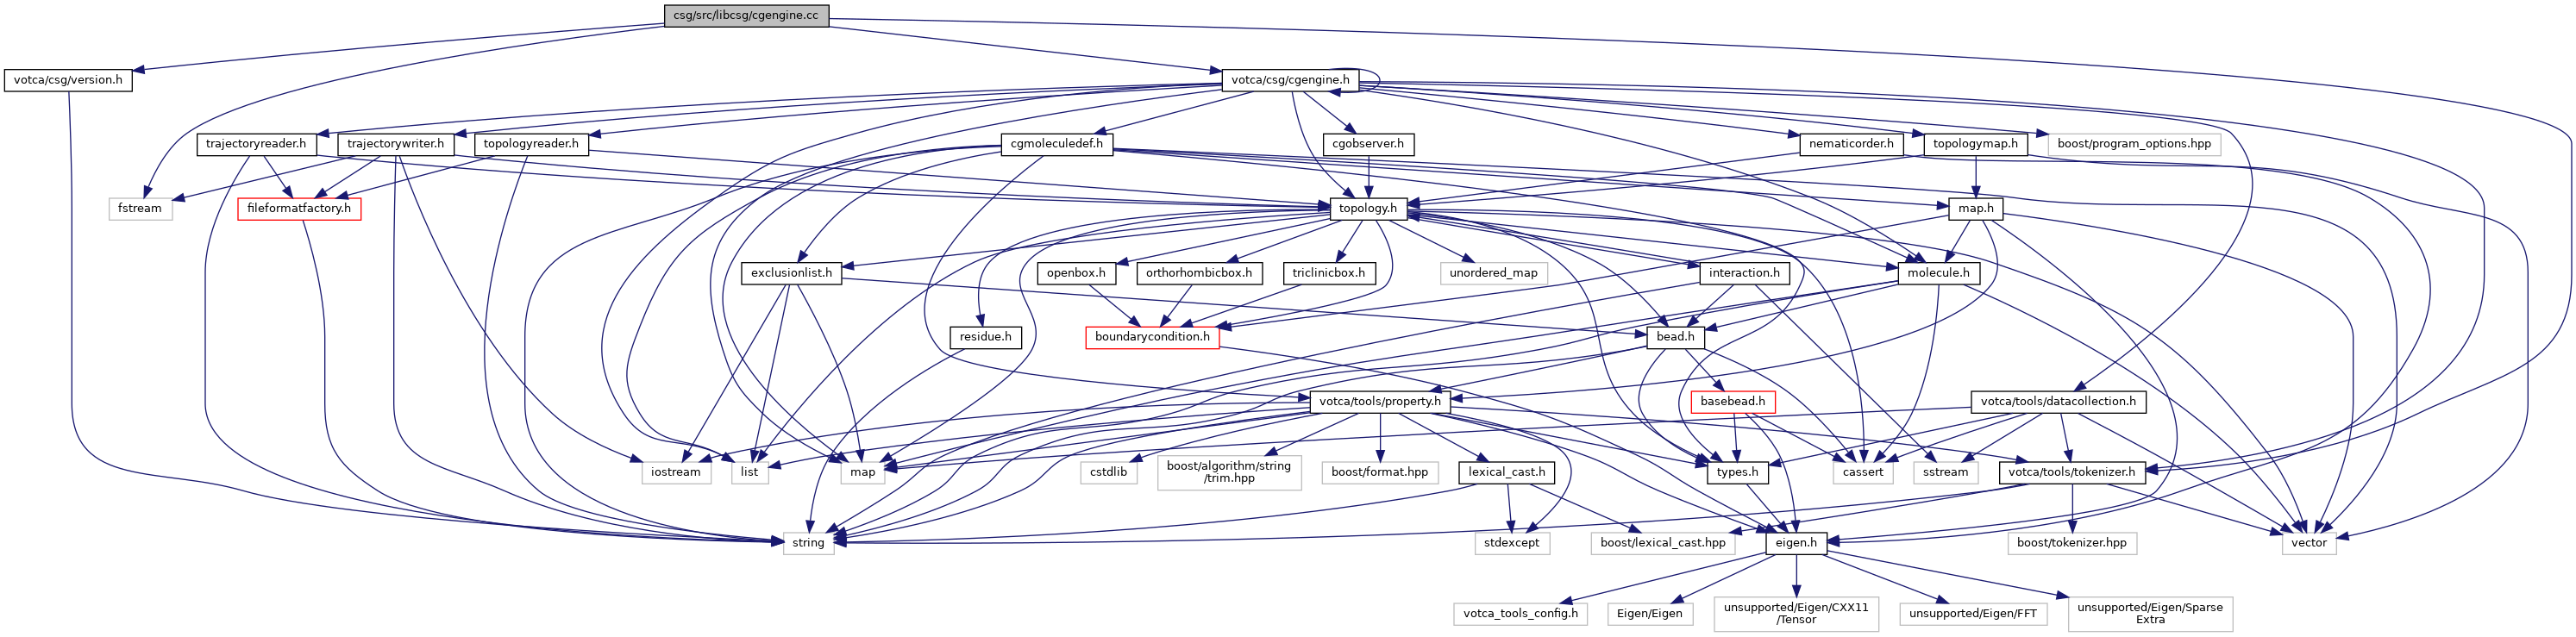 csg/src/libcsg/cgengine.cc
votca/csg/version.h
votca/csg/cgengine.h
trajectoryreader.h
trajectorywriter.h
topologyreader.h
cgmoleculedef.h
cgobserver.h
nematicorder.h
topologymap.h
boost/program_options.hpp
fstream
fileformatfactory.h
topology.h
map.h
exclusionlist.h
openbox.h
orthorhombicbox.h
triclinicbox.h
unordered_map
interaction.h
molecule.h
residue.h
boundarycondition.h
bead.h
votca/tools/property.h
basebead.h
votca/tools/datacollection.h
iostream
list
map
cstdlib
boost/algorithm/string
/trim.hpp
boost/format.hpp
lexical_cast.h
types.h
cassert
sstream
votca/tools/tokenizer.h
string
stdexcept
boost/lexical_cast.hpp
eigen.h
boost/tokenizer.hpp
vector
votca_tools_config.h
Eigen/Eigen
unsupported/Eigen/CXX11
/Tensor
unsupported/Eigen/FFT
unsupported/Eigen/Sparse
Extra